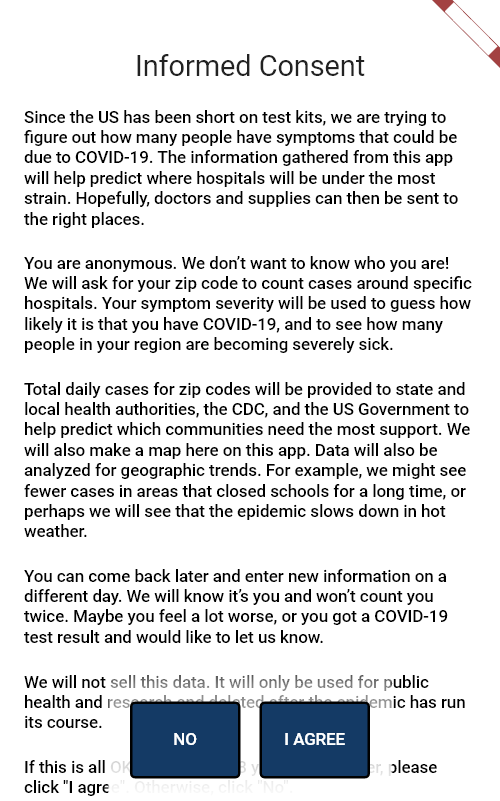 Informed Consent
Since the US has been short on test kits, we are trying to
figure out how many people have symptoms that could be
due to COVID-19. The information gathered from this app
will help predict where hospitals will be under the most
strain. Hopefully, doctors and supplies can then be sent to
the right places.
You are anonymous. We don’t want to know who you are!
We will ask for your zip code to count cases around specific
hospitals. Your symptom severity will be used to guess how
likely it is that you have COVID-19, and to see how many
people in your region are becoming severely sick.
Total daily cases for zip codes will be provided to state and
local health authorities, the CDC, and the US Government to
help predict which communities need the most support. We
will also make a map here on this app. Data will also be
analyzed for geographic trends. For example, we might see
fewer cases in areas that closed schools for a long time, or
perhaps we will see that the epidemic slows down in hot
weather.
You can come back later and enter new information on a
different day. We will know it’s you and won’t count you
twice. Maybe you feel a lot worse, or you got a COVID-19
test result and would like to let us know.
We will not sell this data. It will only be used for public
health and research and deleted after the epidemic has run
its course.
If this is all OK please
click "I agree". Otherwise, click "No".
NO
I AGREE